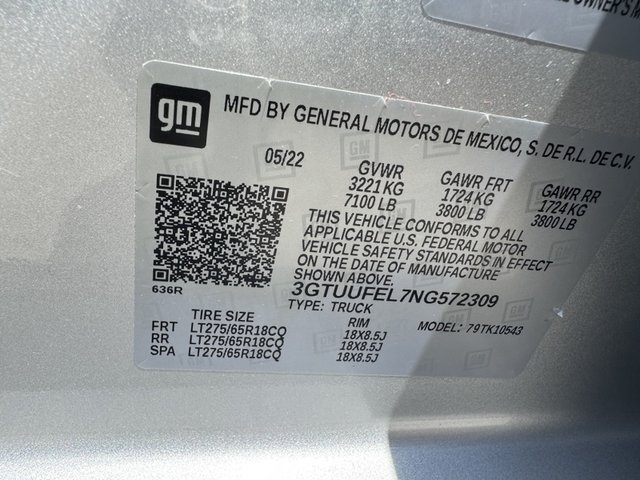 OWNER'S M
gm
MFD BY GENERAL MOTORS DE MEXICO, S. DE R.L. DE C.V.
05/22
GVWR
3221 KG
7100 LB
GAWR FRT
1724 KG
3800 LB
GAWR RR
1724 KG
3800 LB
THIS VEHICLE CONFORMS TO ALL
APPLICABLE U.S. FEDERAL MOTOR
VEHICLE SAFETY STANDARDS IN EFFECT
ON THE DATE OF MANUFACTURE
SHOWN ABOVE.
636R
3GTUUFEL7NG572309
TYPE: TRUCK
MODEL: 79TK10543
TIRE SIZE
RIM
FRT LT275/65R18CQ 18X8.5J
RR LT275/65R18CQ 18X8.5J
SPA LT275/65R18CQ 18X8.5J